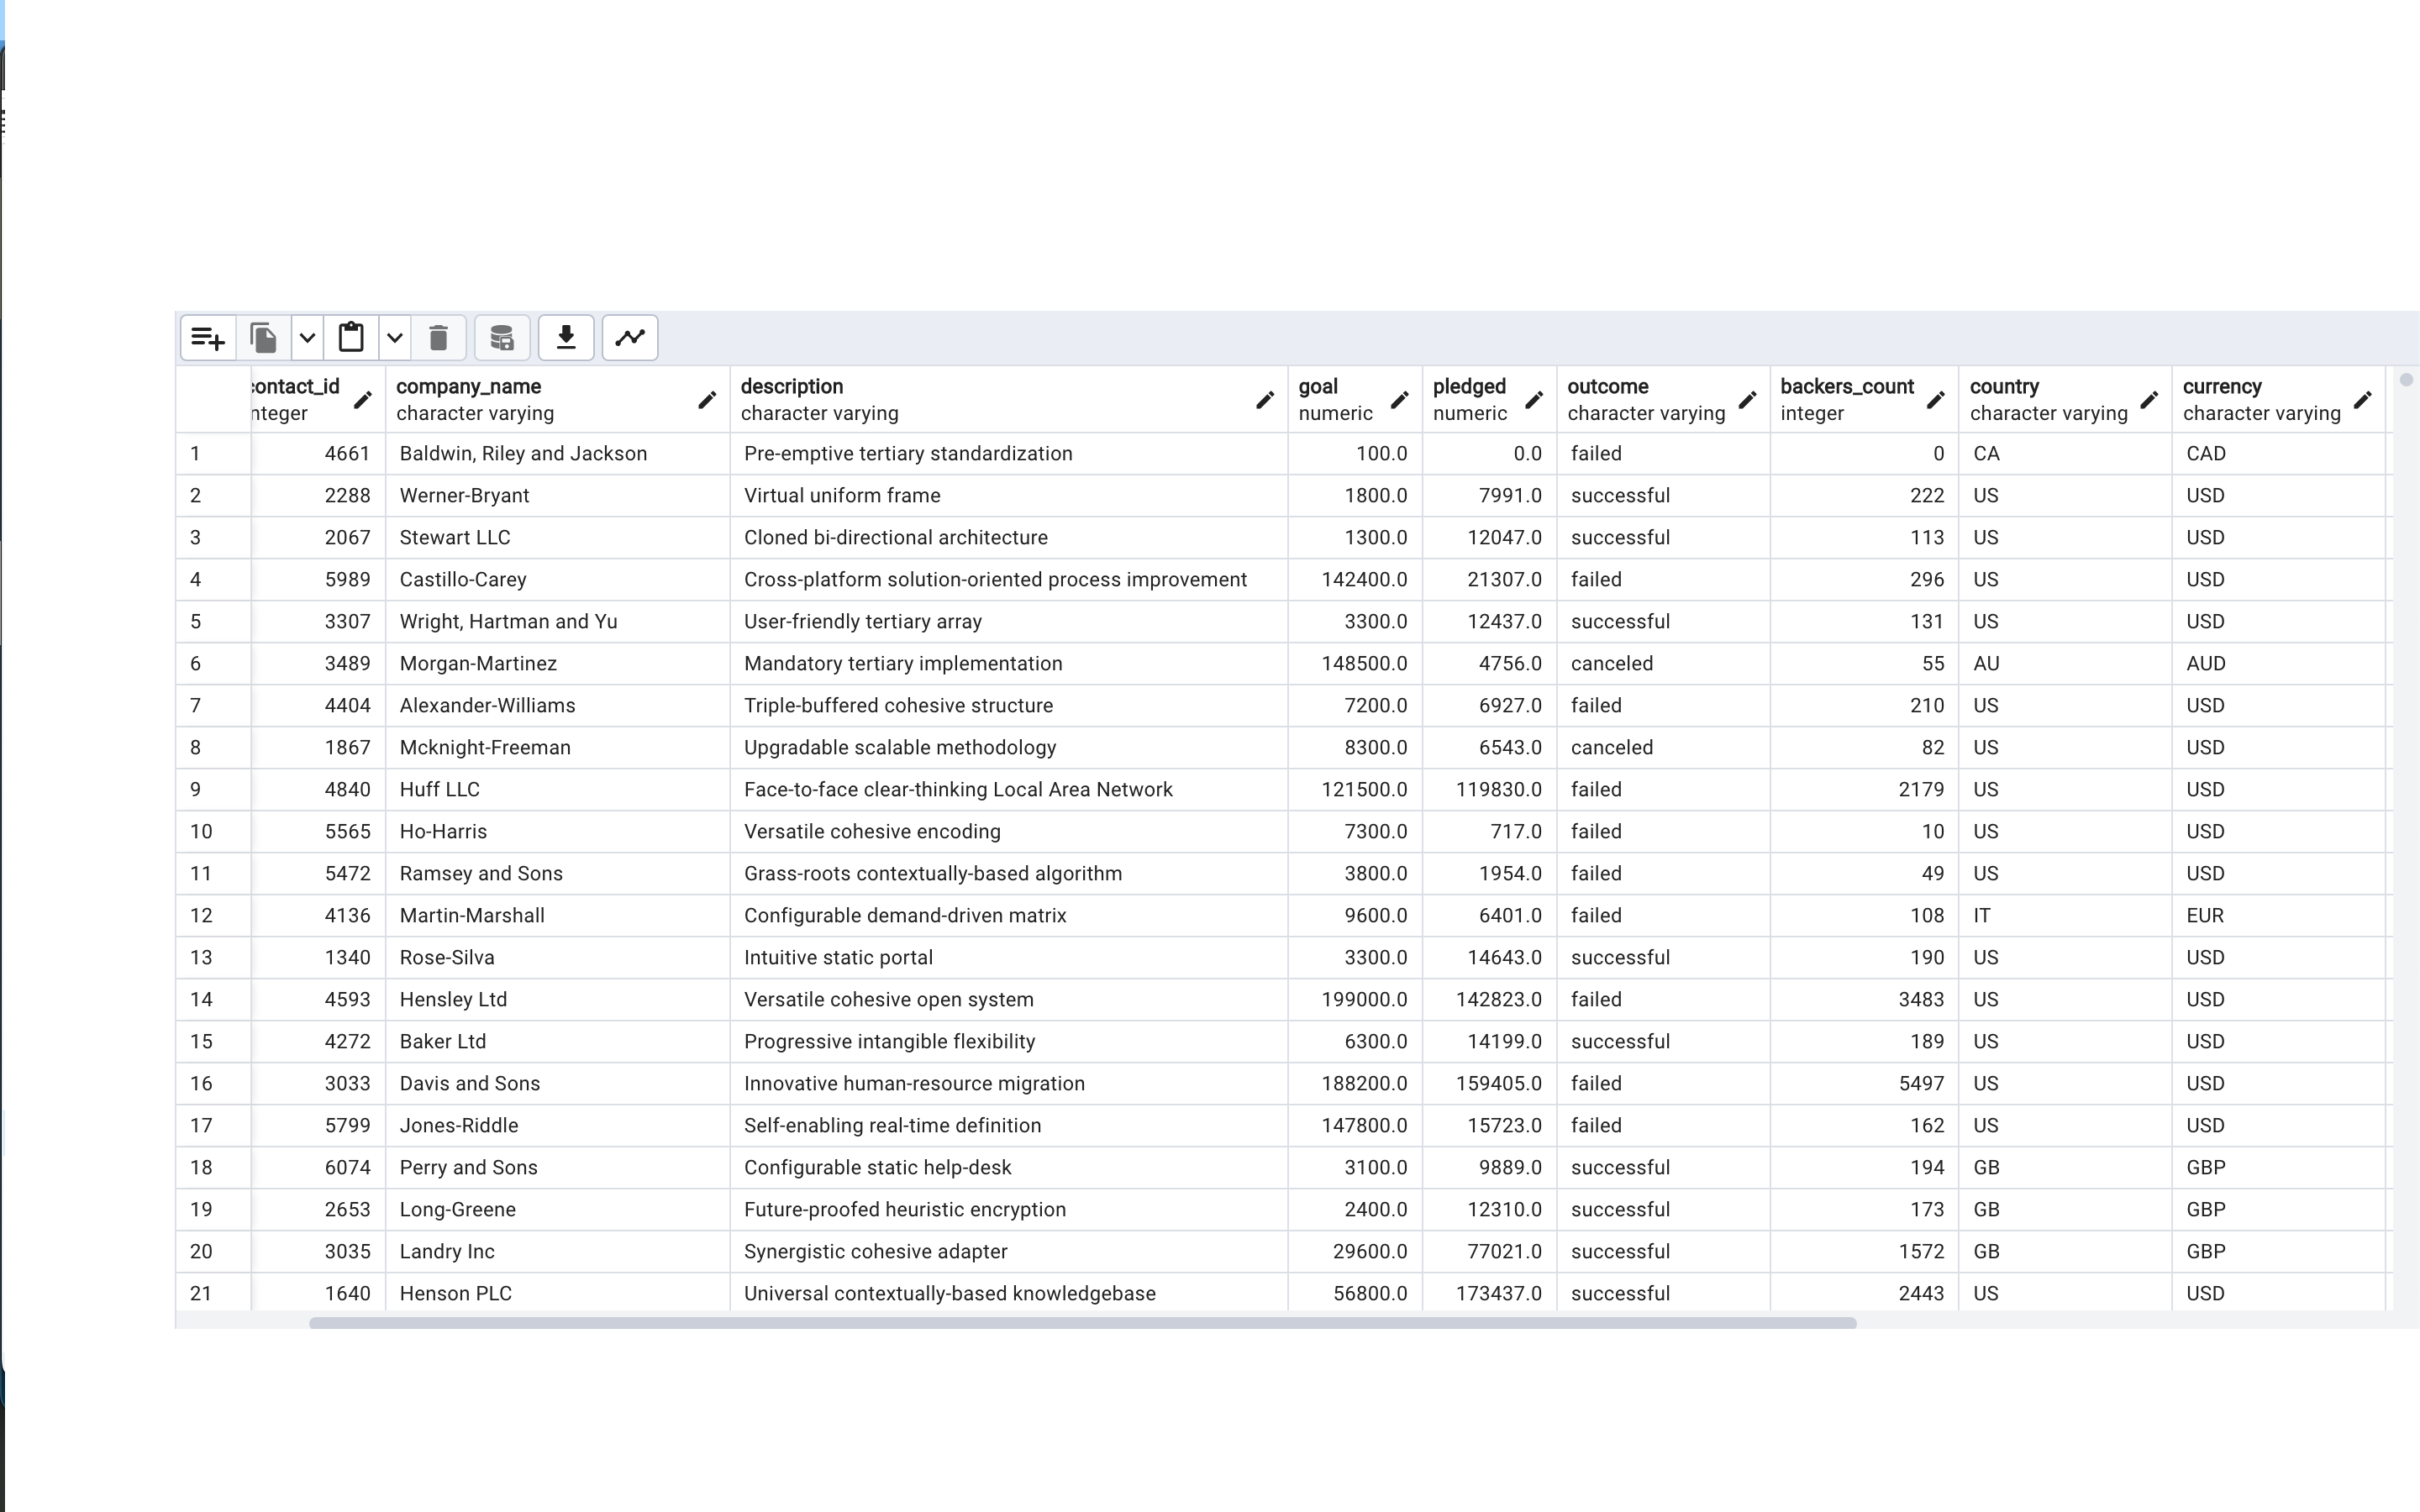 contact_id company_name description goal pledged outcome backers_count country currency
integer character varying character varying numeric numeric character varying integer character varying character varying
1 4661 Baldwin, Riley and Jackson Pre-emptive tertiary standardization 100.0 0.0 failed 0 CA CAD
2 2288 Werner-Bryant Virtual uniform frame 1800.0 7991.0 successful 222 US USD
3 2067 Stewart LLC Cloned bi-directional architecture 1300.0 12047.0 successful 113 US USD
4 5989 Castillo-Carey Cross-platform solution-oriented process improvement 142400.0 21307.0 failed 296 US USD
5 3307 Wright, Hartman and Yu User-friendly tertiary array 3300.0 12437.0 successful 131 US USD
6 3489 Morgan-Martinez Mandatory tertiary implementation 148500.0 4756.0 canceled 55 AU AUD
7 4404 Alexander-Williams Triple-buffered cohesive structure 7200.0 6927.0 failed 210 US USD
8 1867 Mcknight-Freeman Upgradable scalable methodology 8300.0 6543.0 canceled 82 US USD
9 4840 Huff LLC Face-to-face clear-thinking Local Area Network 121500.0 119830.0 failed 2179 US USD
10 5565 Ho-Harris Versatile cohesive encoding 7300.0 717.0 failed 10 US USD
11 5472 Ramsey and Sons Grass-roots contextually-based algorithm 3800.0 1954.0 failed 49 US USD
12 4136 Martin-Marshall Configurable demand-driven matrix 9600.0 6401.0 failed 108 IT EUR
13 1340 Rose-Silva Intuitive static portal 3300.0 14643.0 successful 190 US USD
14 4593 Hensley Ltd Versatile cohesive open system 199000.0 142823.0 failed 3483 US USD
15 4272 Baker Ltd Progressive intangible flexibility 6300.0 14199.0 successful 189 US USD
16 3033 Davis and Sons Innovative human-resource migration 188200.0 159405.0 failed 5497 US USD
17 5799 Jones-Riddle Self-enabling real-time definition 147800.0 15723.0 failed 162 US USD
18 6074 Perry and Sons Configurable static help-desk 3100.0 9889.0 successful 194 GB GBP
19 2653 Long-Greene Future-proofed heuristic encryption 2400.0 12310.0 successful 173 GB GBP
20 3035 Landry Inc Synergistic cohesive adapter 29600.0 77021.0 successful 1572 GB GBP
21 1640 Henson PLC Universal contextually-based knowledgebase 56800.0 173437.0 successful 2443 US USD